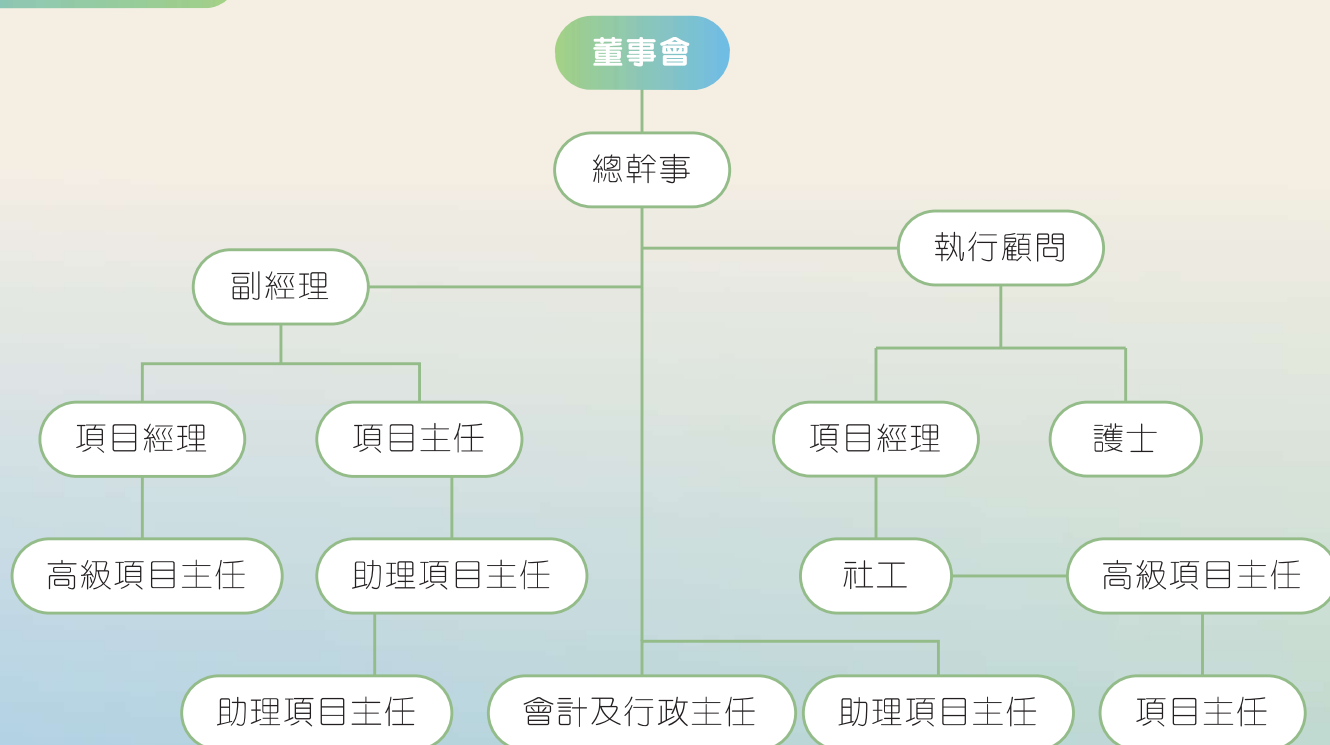 董事會
總幹事
執行顧問
副經理
項目經理
項目主任
項目經理
護士
高級項目主任
助理項目主任
社工
高級項目主任
助理項目主任
會計及行政主任
助理項目主任
項目主任